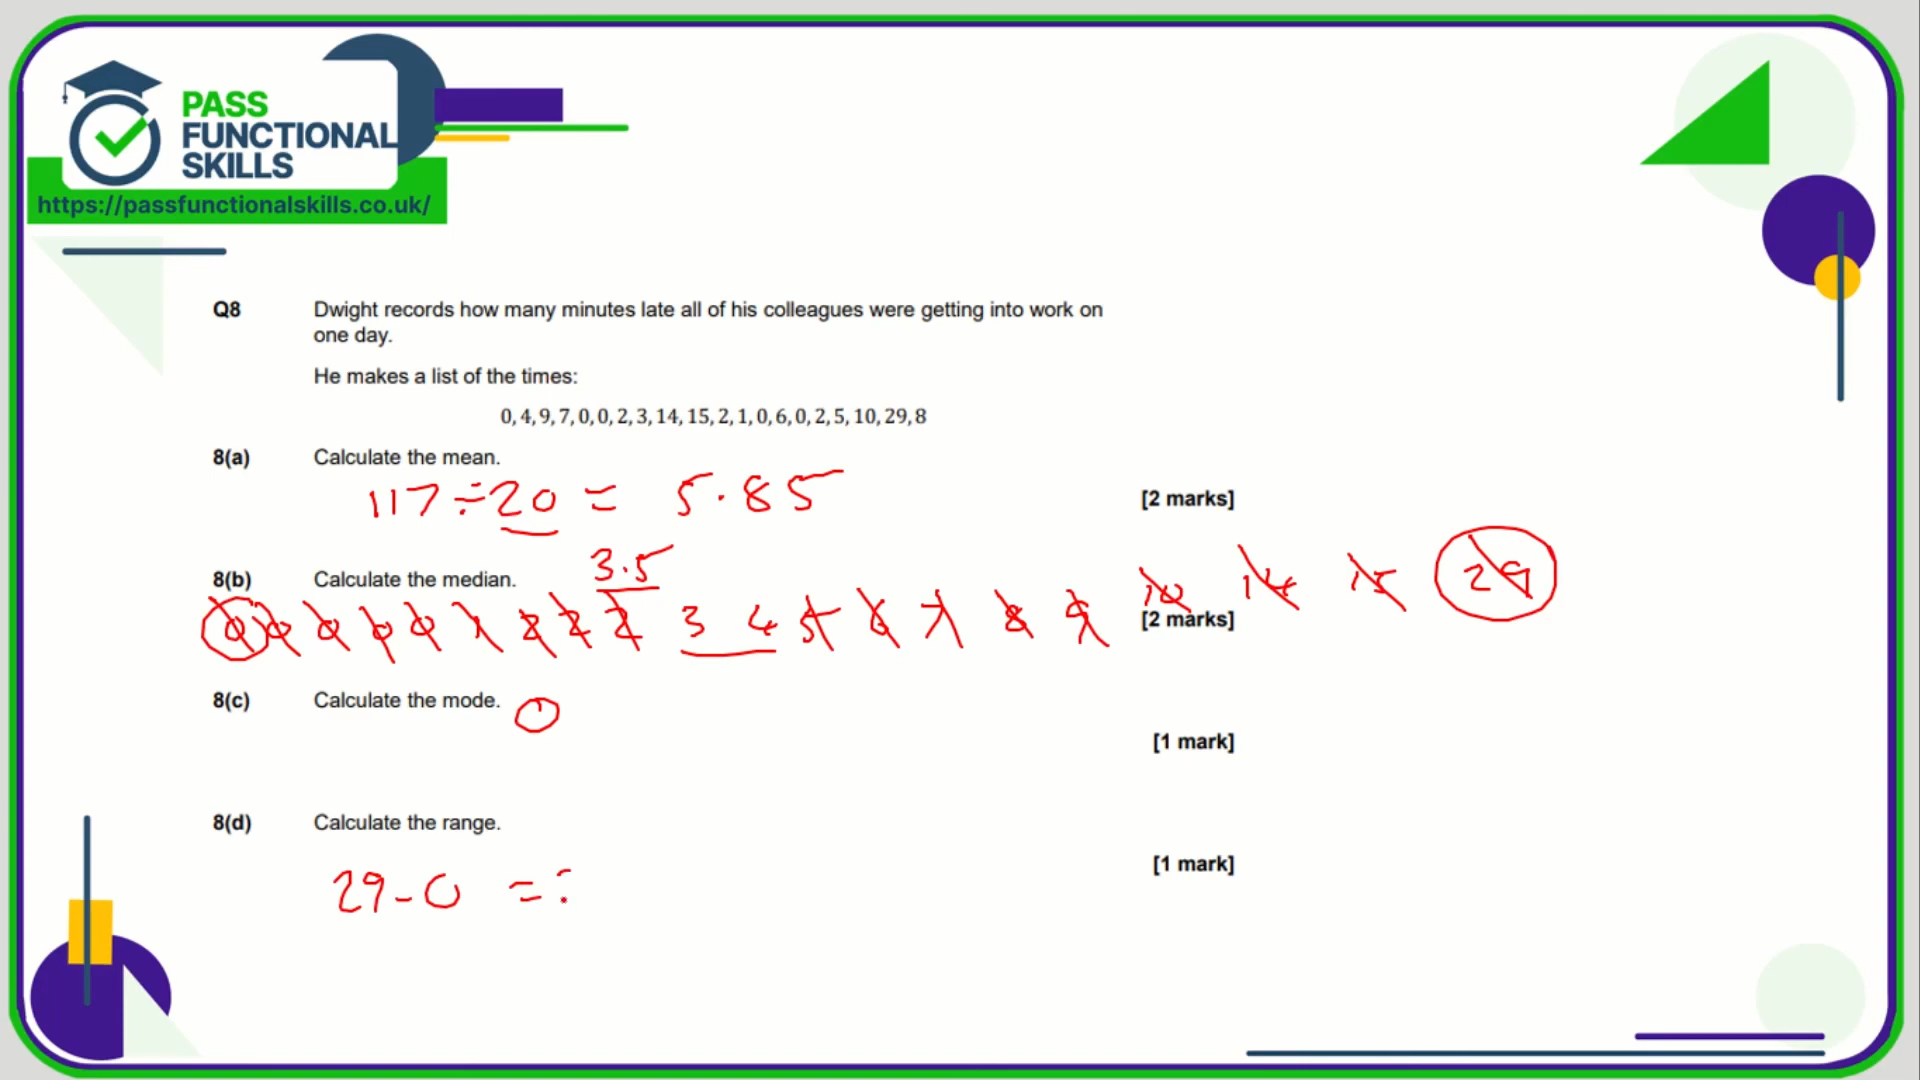 PASS
FUNCTIONAL
SKILLS
https://passfunctionalskills.co.uk/
Q8 Dwight records how many minutes late all of his colleagues were getting into work on
one day.
He makes a list of the times:
0, 4, 9, 7, 0, 0, 2, 3, 14, 15, 2, 1, 0, 6, 0, 2, 5, 10, 29, 8
8(a) Calculate the mean.
117 ÷ 20 = 5.85
[2 marks]
3.5
8(b) Calculate the median.
0 0 0 0 0 1 2 2 2 3 4 5 6 7 8 9 10 14 15 29
[2 marks]
8(c) Calculate the mode. 0
[1 mark]
8(d) Calculate the range.
[1 mark]
29 - 0 =